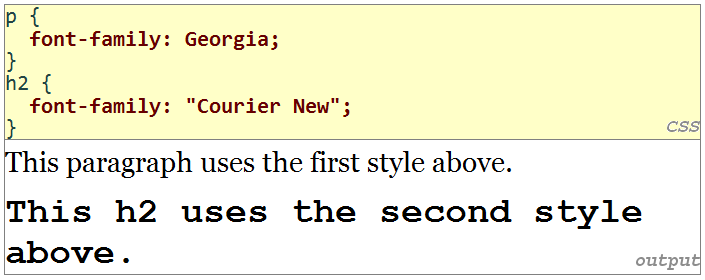 p {
font-family: Georgia;
}
h2 {
font-family: "Courier New";
}
CSS
This paragraph uses the first style above.
This h2 uses the second style
above.
output